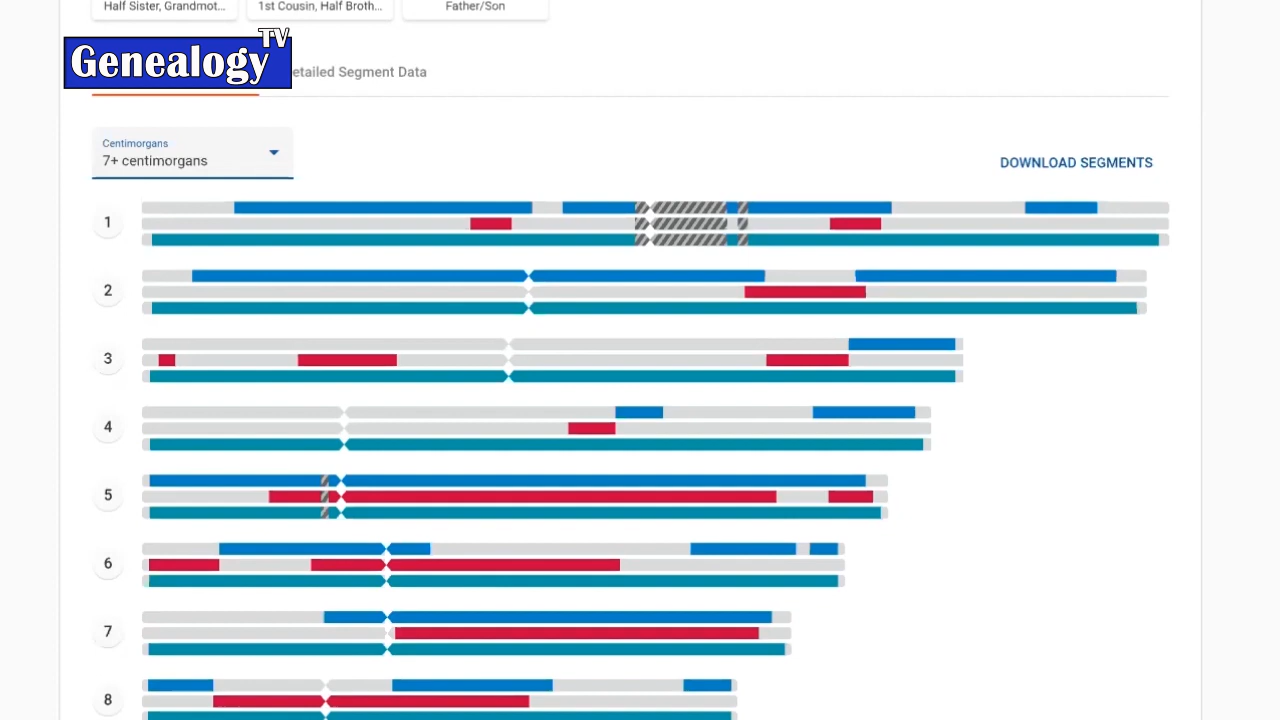 Half Sister, Grandmot... 1st Cousin, Half Broth... Father/Son
Genealogy TV
etailed Segment Data
Centimorgans
7+ centimorgans
DOWNLOAD SEGMENTS
1
2
3
4
5
6
7
8